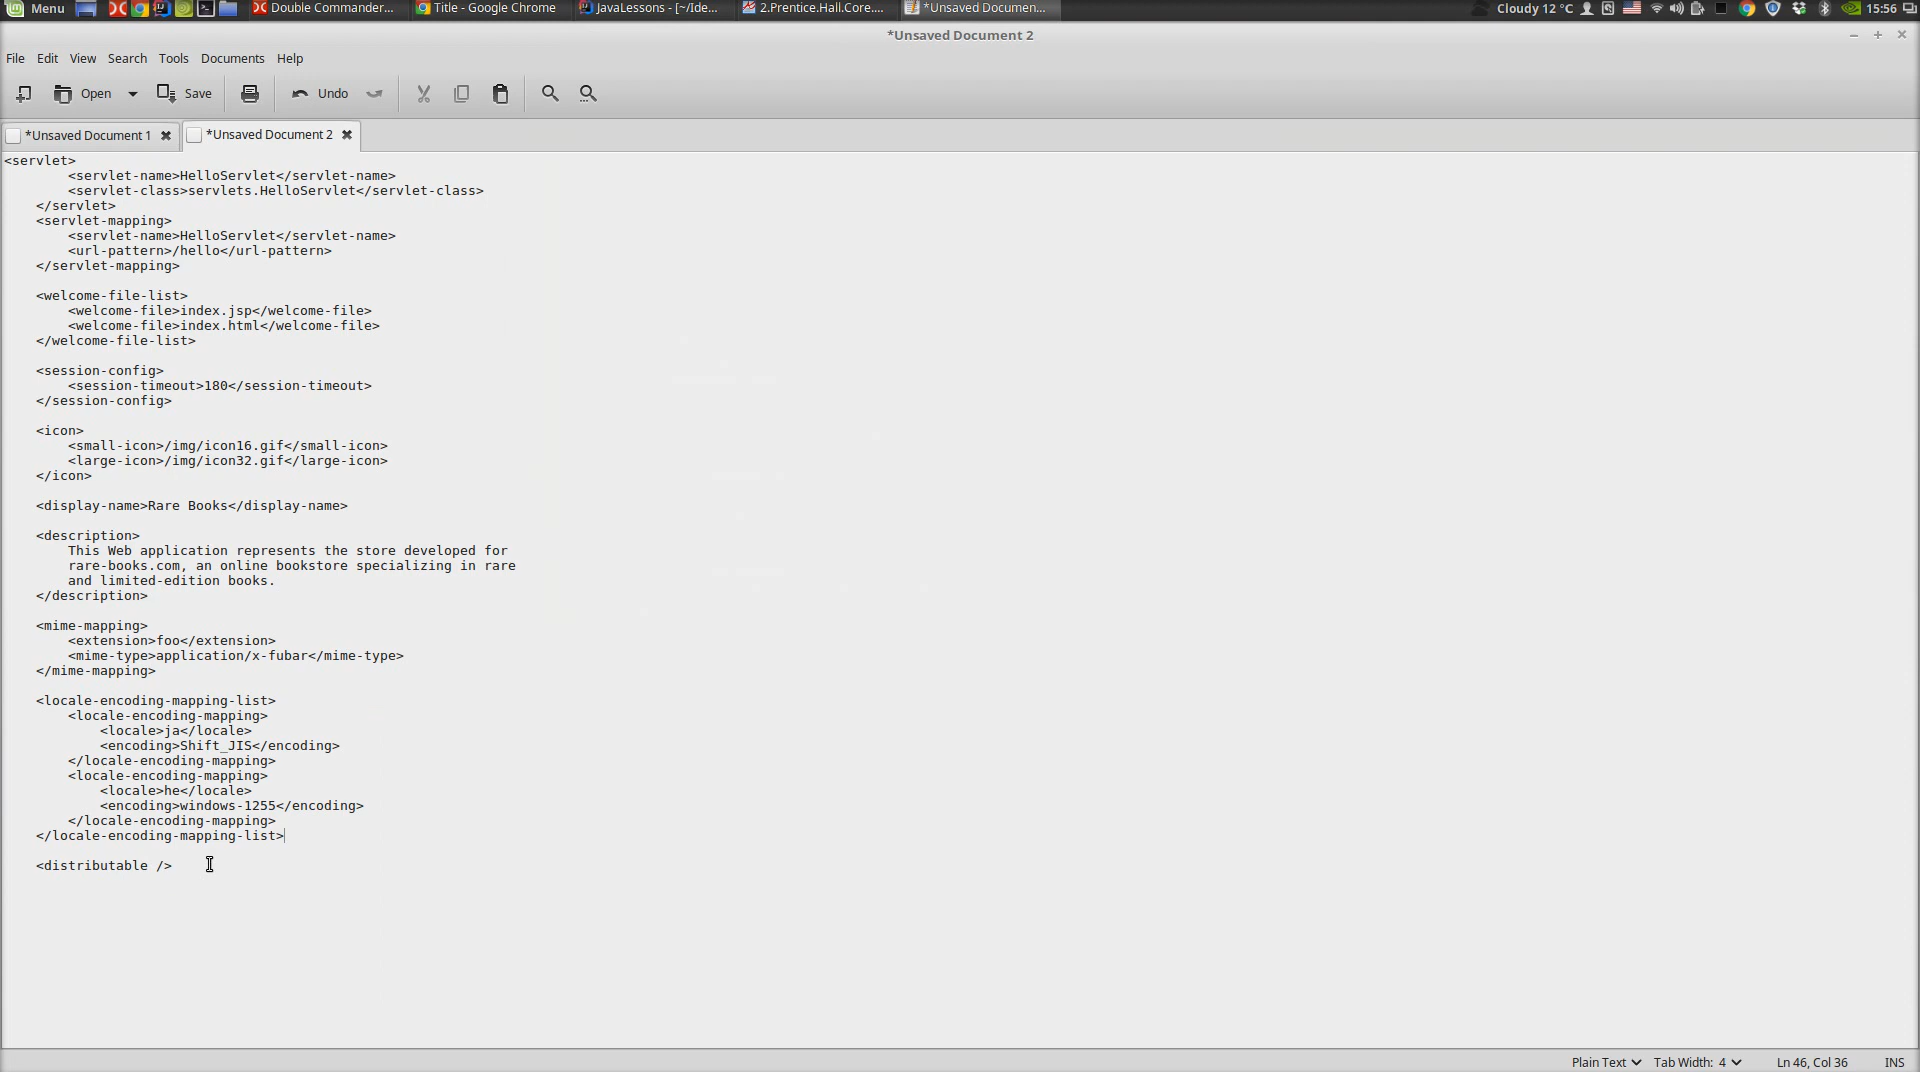 Menu Double Commander... Title - Google Chrome JavaLessons - [~/Ide... 2.Prentice.Hall.Core.... *Unsaved Documen... Cloudy 12 °C 15:56
*Unsaved Document 2
File Edit View Search Tools Documents Help
Open Save Undo
*Unsaved Document 1 *Unsaved Document 2
<servlet>
        <servlet-name>HelloServlet</servlet-name>
        <servlet-class>servlets.HelloServlet</servlet-class>
    </servlet>
    <servlet-mapping>
        <servlet-name>HelloServlet</servlet-name>
        <url-pattern>/hello</url-pattern>
    </servlet-mapping>
    <welcome-file-list>
        <welcome-file>index.jsp</welcome-file>
        <welcome-file>index.html</welcome-file>
    </welcome-file-list>
    <session-config>
        <session-timeout>180</session-timeout>
    </session-config>
    <icon>
        <small-icon>/img/icon16.gif</small-icon>
        <large-icon>/img/icon32.gif</large-icon>
    </icon>
    <display-name>Rare Books</display-name>
    <description>
        This Web application represents the store developed for
        rare-books.com, an online bookstore specializing in rare
        and limited-edition books.
    </description>
    <mime-mapping>
        <extension>foo</extension>
        <mime-type>application/x-fubar</mime-type>
    </mime-mapping>
    <locale-encoding-mapping-list>
        <locale-encoding-mapping>
            <locale>ja</locale>
            <encoding>Shift_JIS</encoding>
        </locale-encoding-mapping>
        <locale-encoding-mapping>
            <locale>he</locale>
            <encoding>windows-1255</encoding>
        </locale-encoding-mapping>
    </locale-encoding-mapping-list>
    <distributable />
Plain Text Tab Width: 4 Ln 46, Col 36 INS